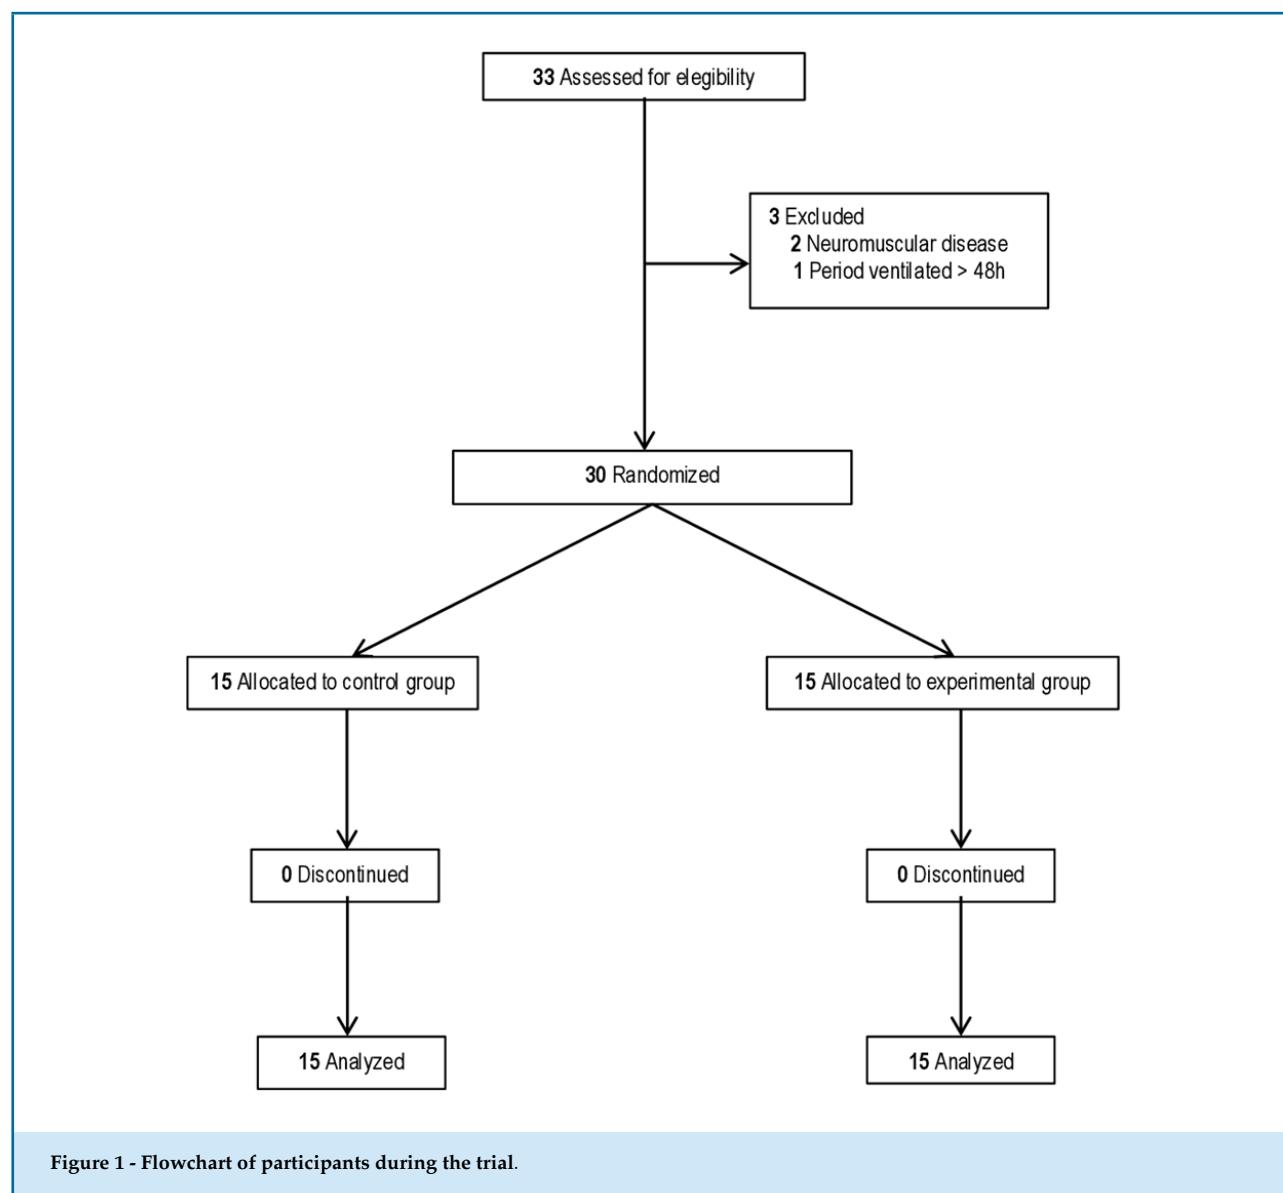 33 Assessed for elegibility
3 Excluded
2 Neuromuscular disease
1 Period ventilated > 48h
30 Randomized
15 Allocated to control group
15 Allocated to experimental group
0 Discontinued
0 Discontinued
15 Analyzed
15 Analyzed
Figure 1 - Flowchart of participants during the trial.